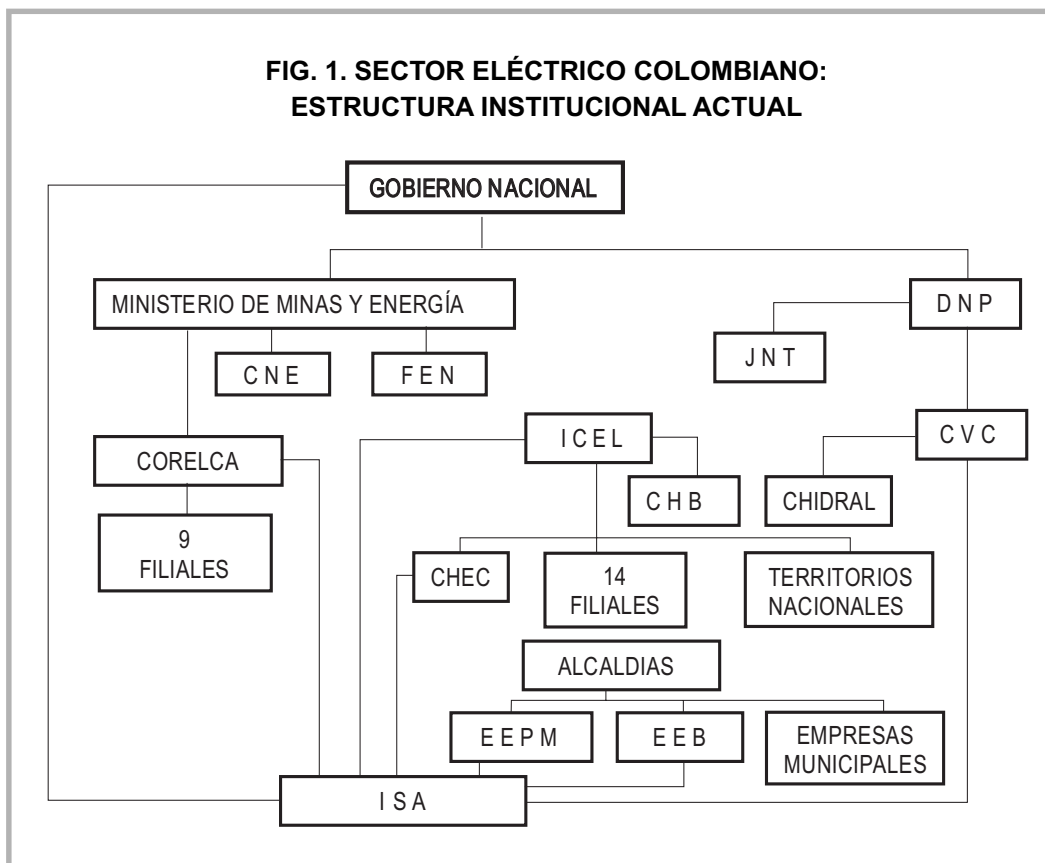 FIG. 1. SECTOR ELÉCTRICO COLOMBIANO:
ESTRUCTURA INSTITUCIONAL ACTUAL
GOBIERNO NACIONAL
MINISTERIO DE MINAS Y ENERGÍA
D N P
C N E
F E N
J N T
I C E L
C V C
CORELCA
C H B
CHIDRAL
9
FILIALES
CHEC
14
FILIALES
TERRITORIOS
NACIONALES
ALCALDIAS
E E P M
E E B
EMPRESAS
MUNICIPALES
I S A